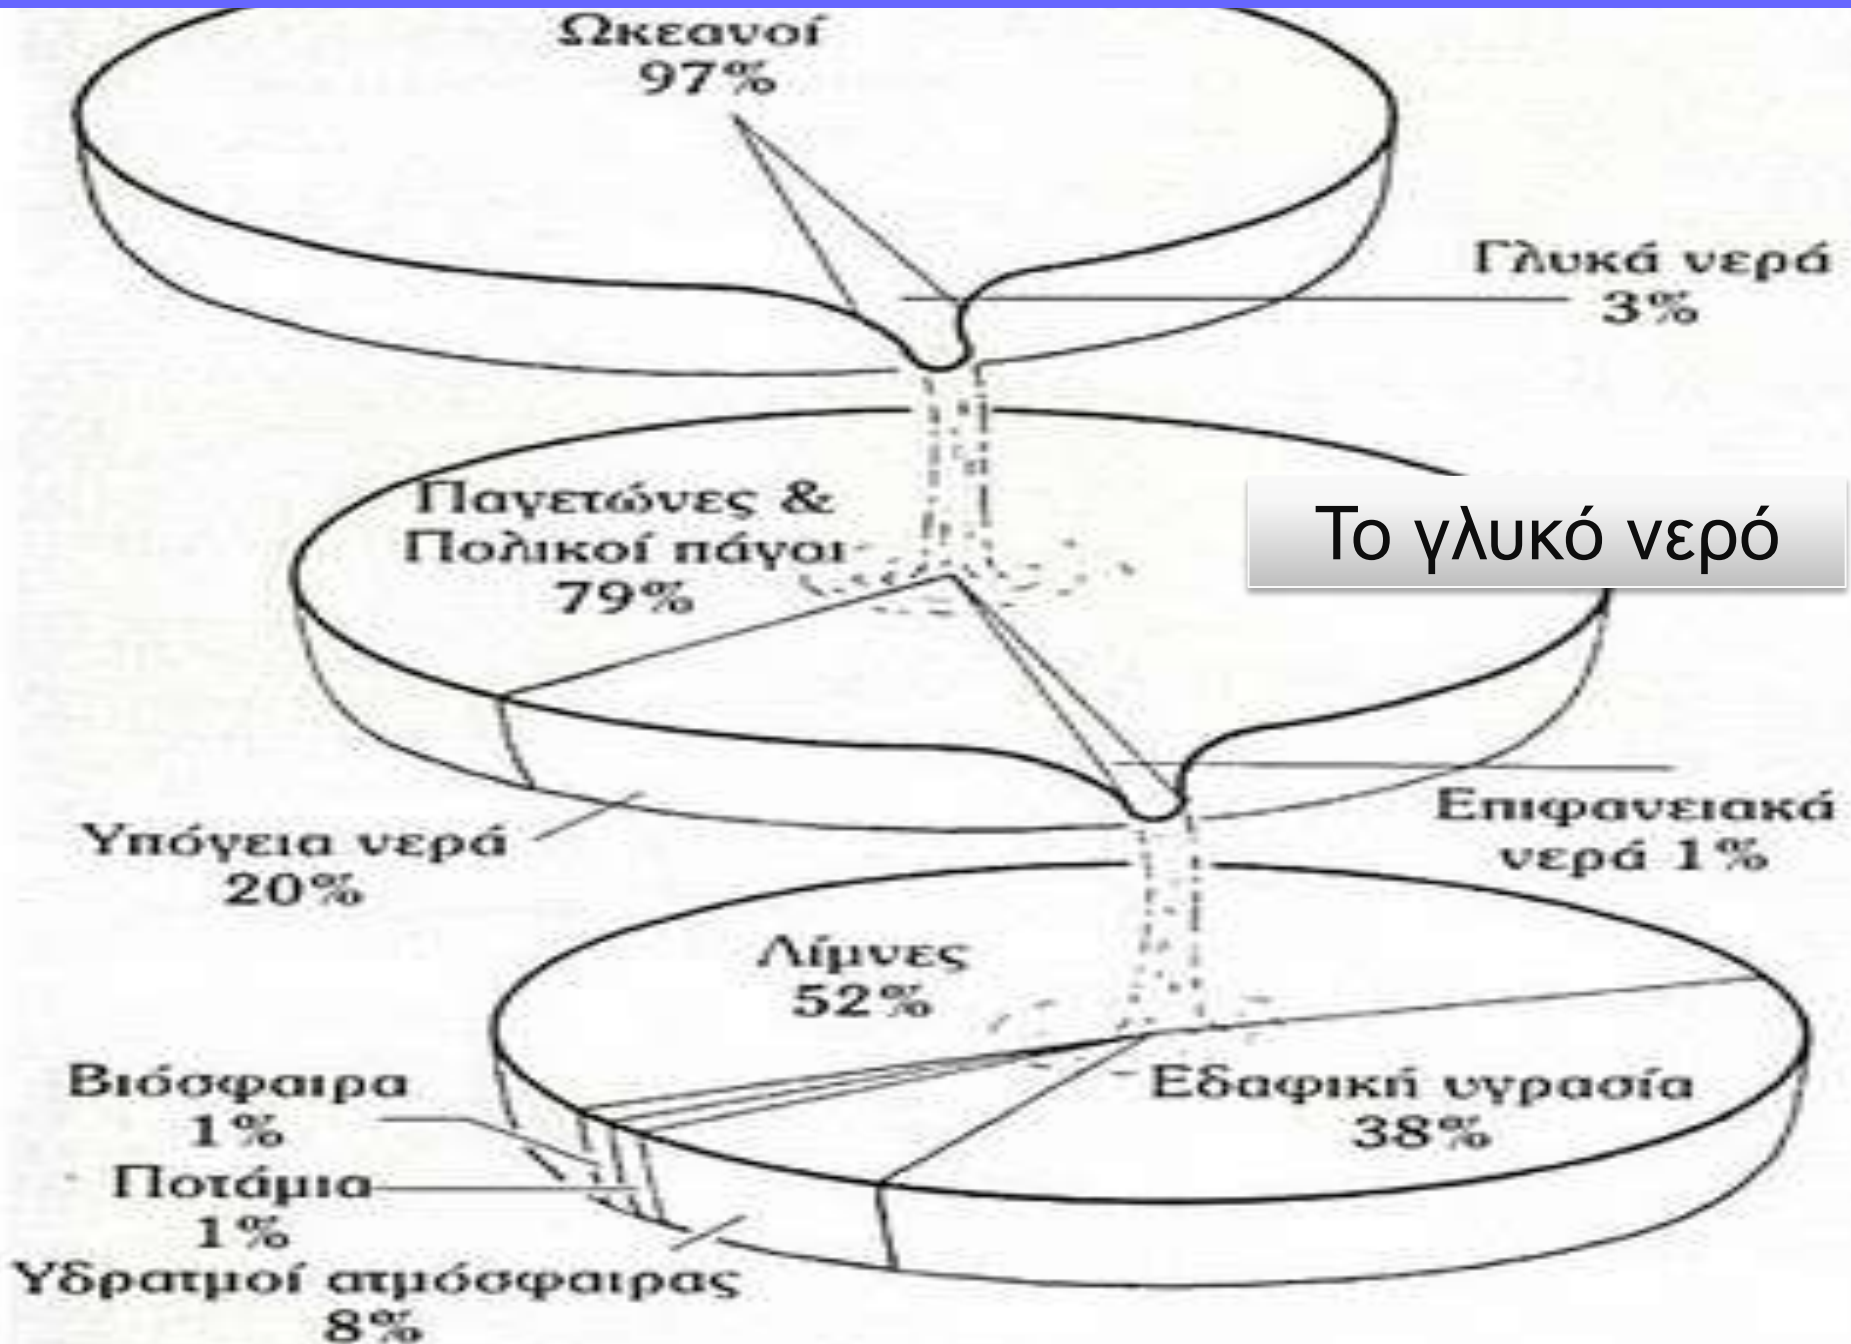 Ωκεανοί
97%
Γλυκά νερά
3%
Παγετώνες &
Πολικοί πάγοι
79%
Το γλυκό νερό
Υπόγεια νερά
20%
Επιφανειακά
νερά 1%
Λίμνες
52%
Εδαφική υγρασία
38%
Βιόσφαιρα
1%
Ποτάμια
1%
Υδρατμοί ατμόσφαιρας
8%